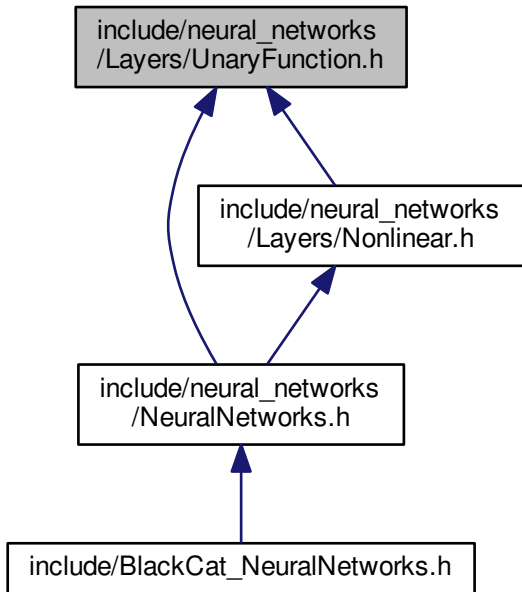 include/neural_networks
/Layers/UnaryFunction.h
include/neural_networks
/Layers/Nonlinear.h
include/neural_networks
/NeuralNetworks.h
include/BlackCat_NeuralNetworks.h